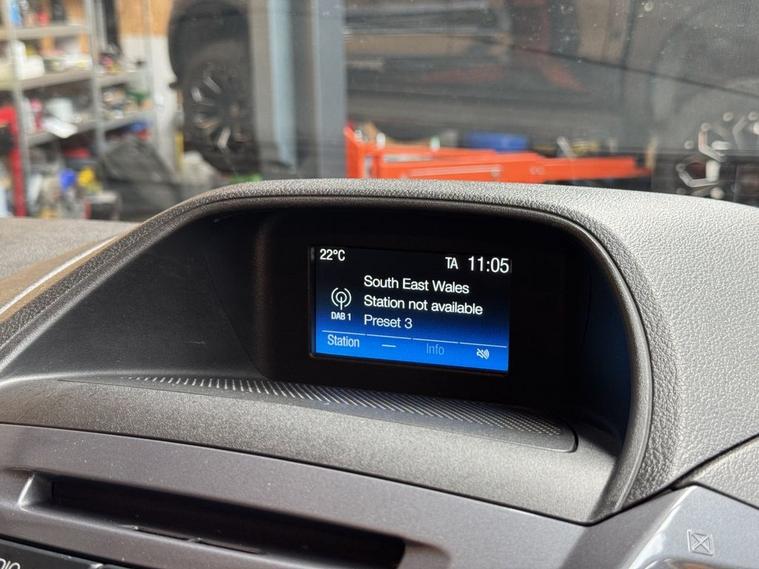 22°C TA 11:05
South East Wales
Station not available
DAB 1 Preset 3
Station — Info